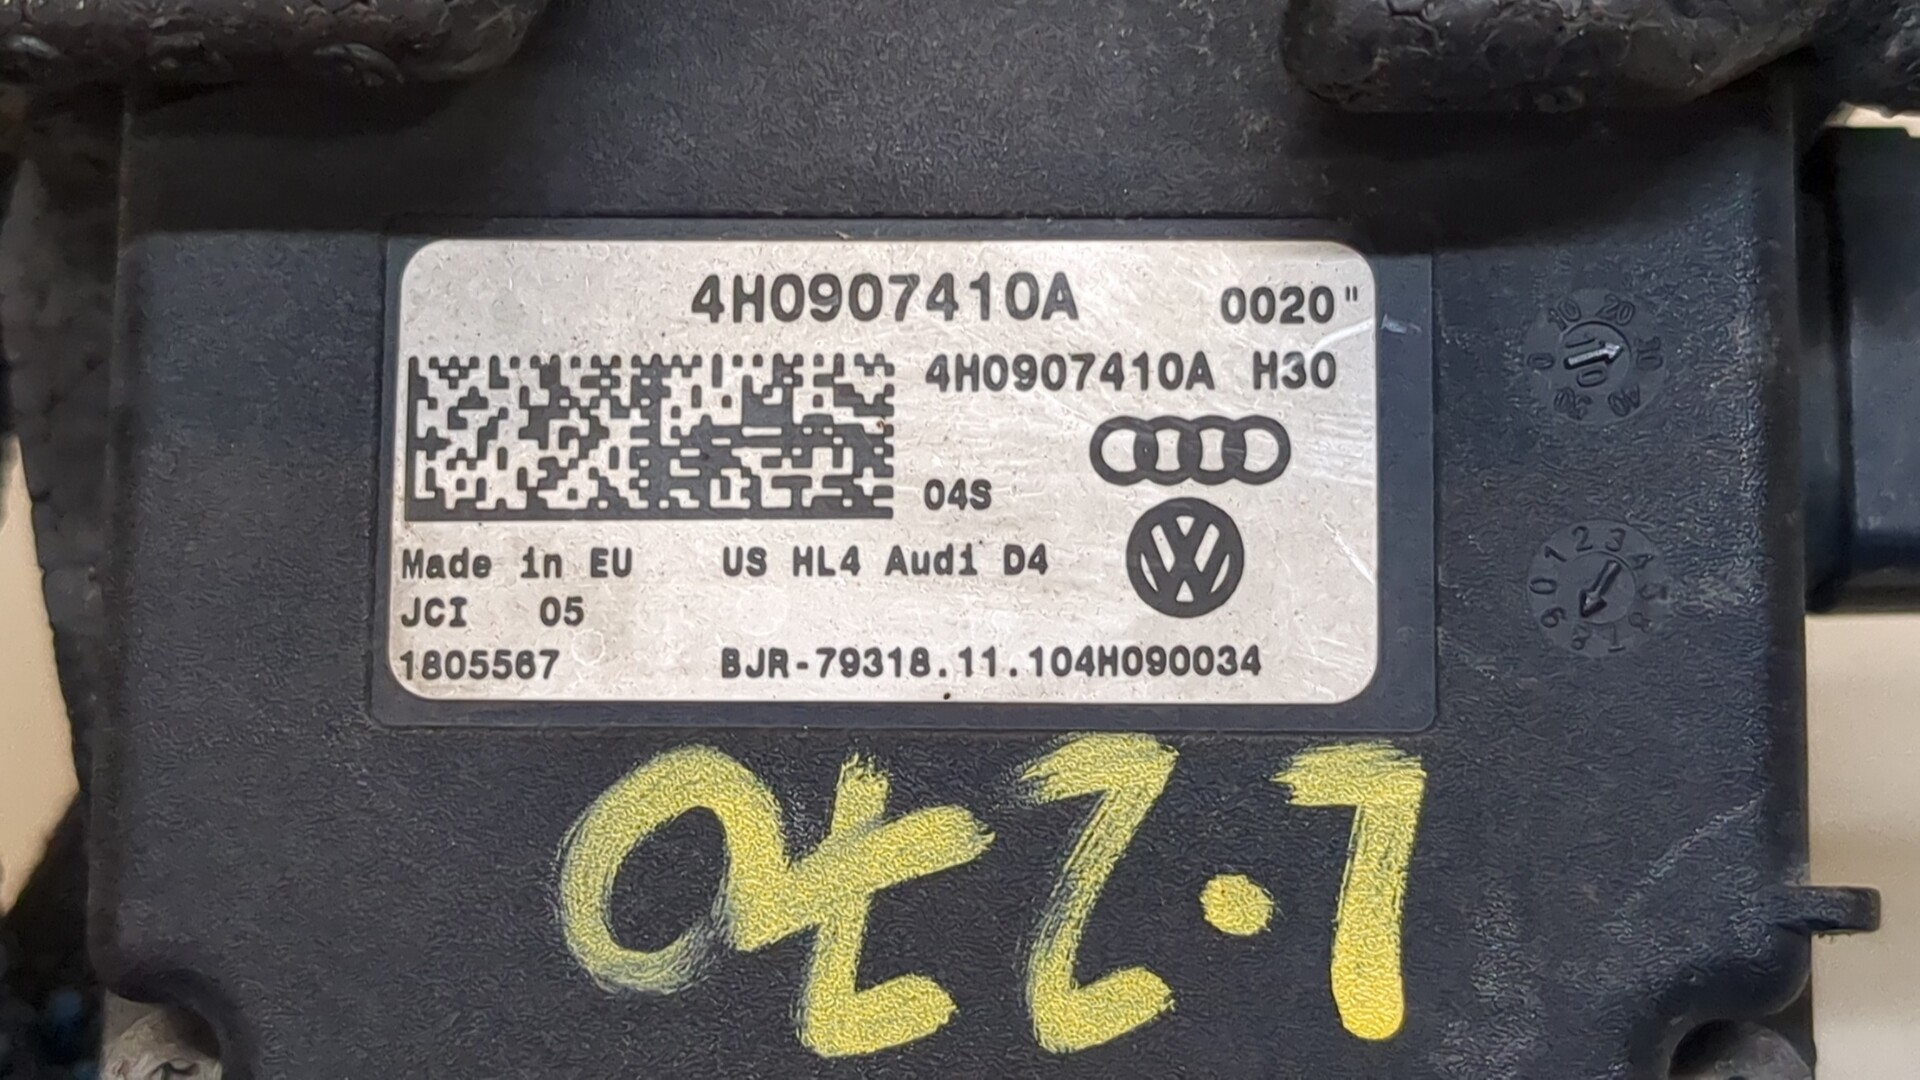 4H0907410A 0020"
4H0907410A H30
04S
Made in EU US HL4 Audi D4
JCI 05
1805567 BJR-79318.11.104H090034